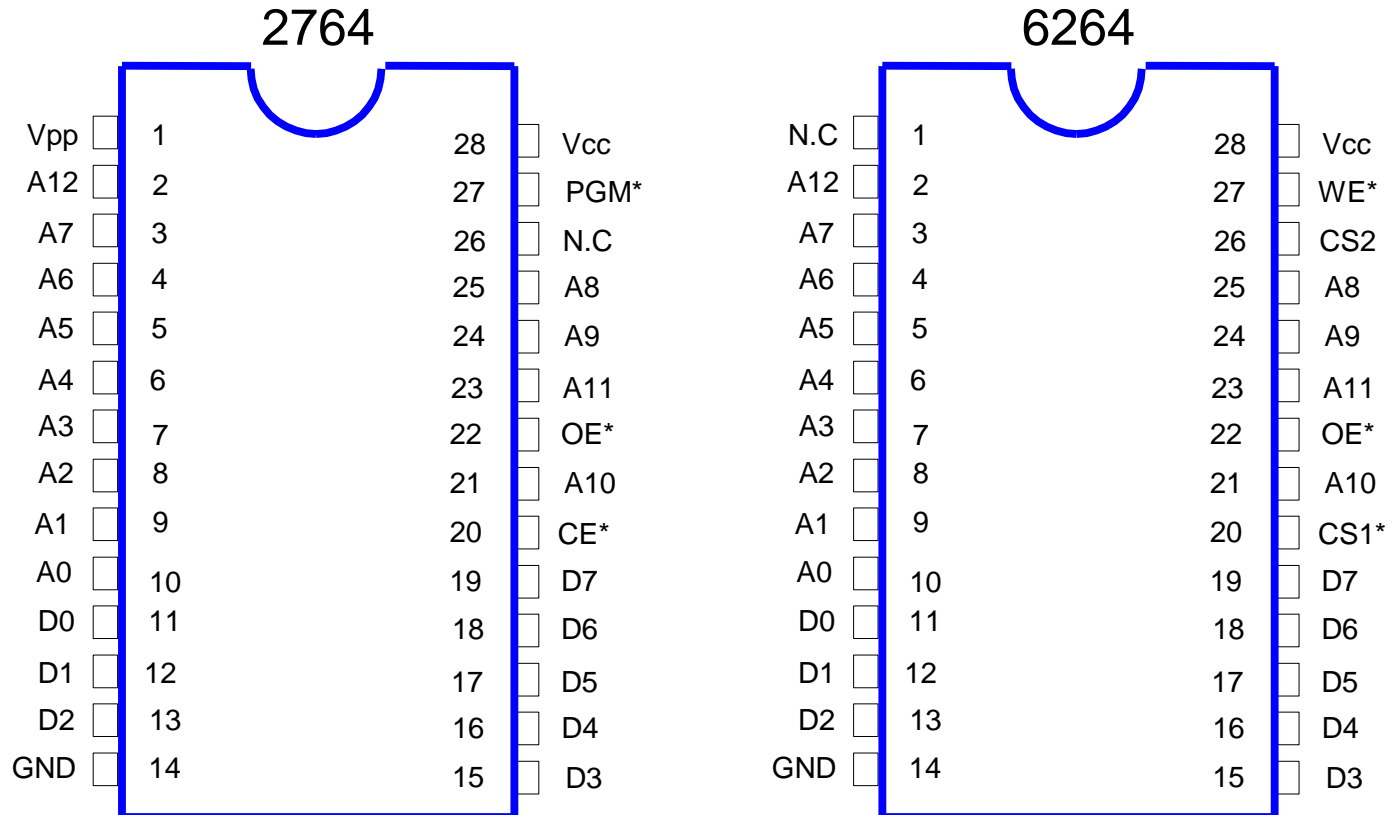 2764
Vpp 1 28 Vcc
A12 2 27 PGM*
A7 3 26 N.C
A6 4 25 A8
A5 5 24 A9
A4 6 23 A11
A3 7 22 OE*
A2 8 21 A10
A1 9 20 CE*
A0 10 19 D7
D0 11 18 D6
D1 12 17 D5
D2 13 16 D4
GND 14 15 D3
6264
N.C 1 28 Vcc
A12 2 27 WE*
A7 3 26 CS2
A6 4 25 A8
A5 5 24 A9
A4 6 23 A11
A3 7 22 OE*
A2 8 21 A10
A1 9 20 CS1*
A0 10 19 D7
D0 11 18 D6
D1 12 17 D5
D2 13 16 D4
GND 14 15 D3